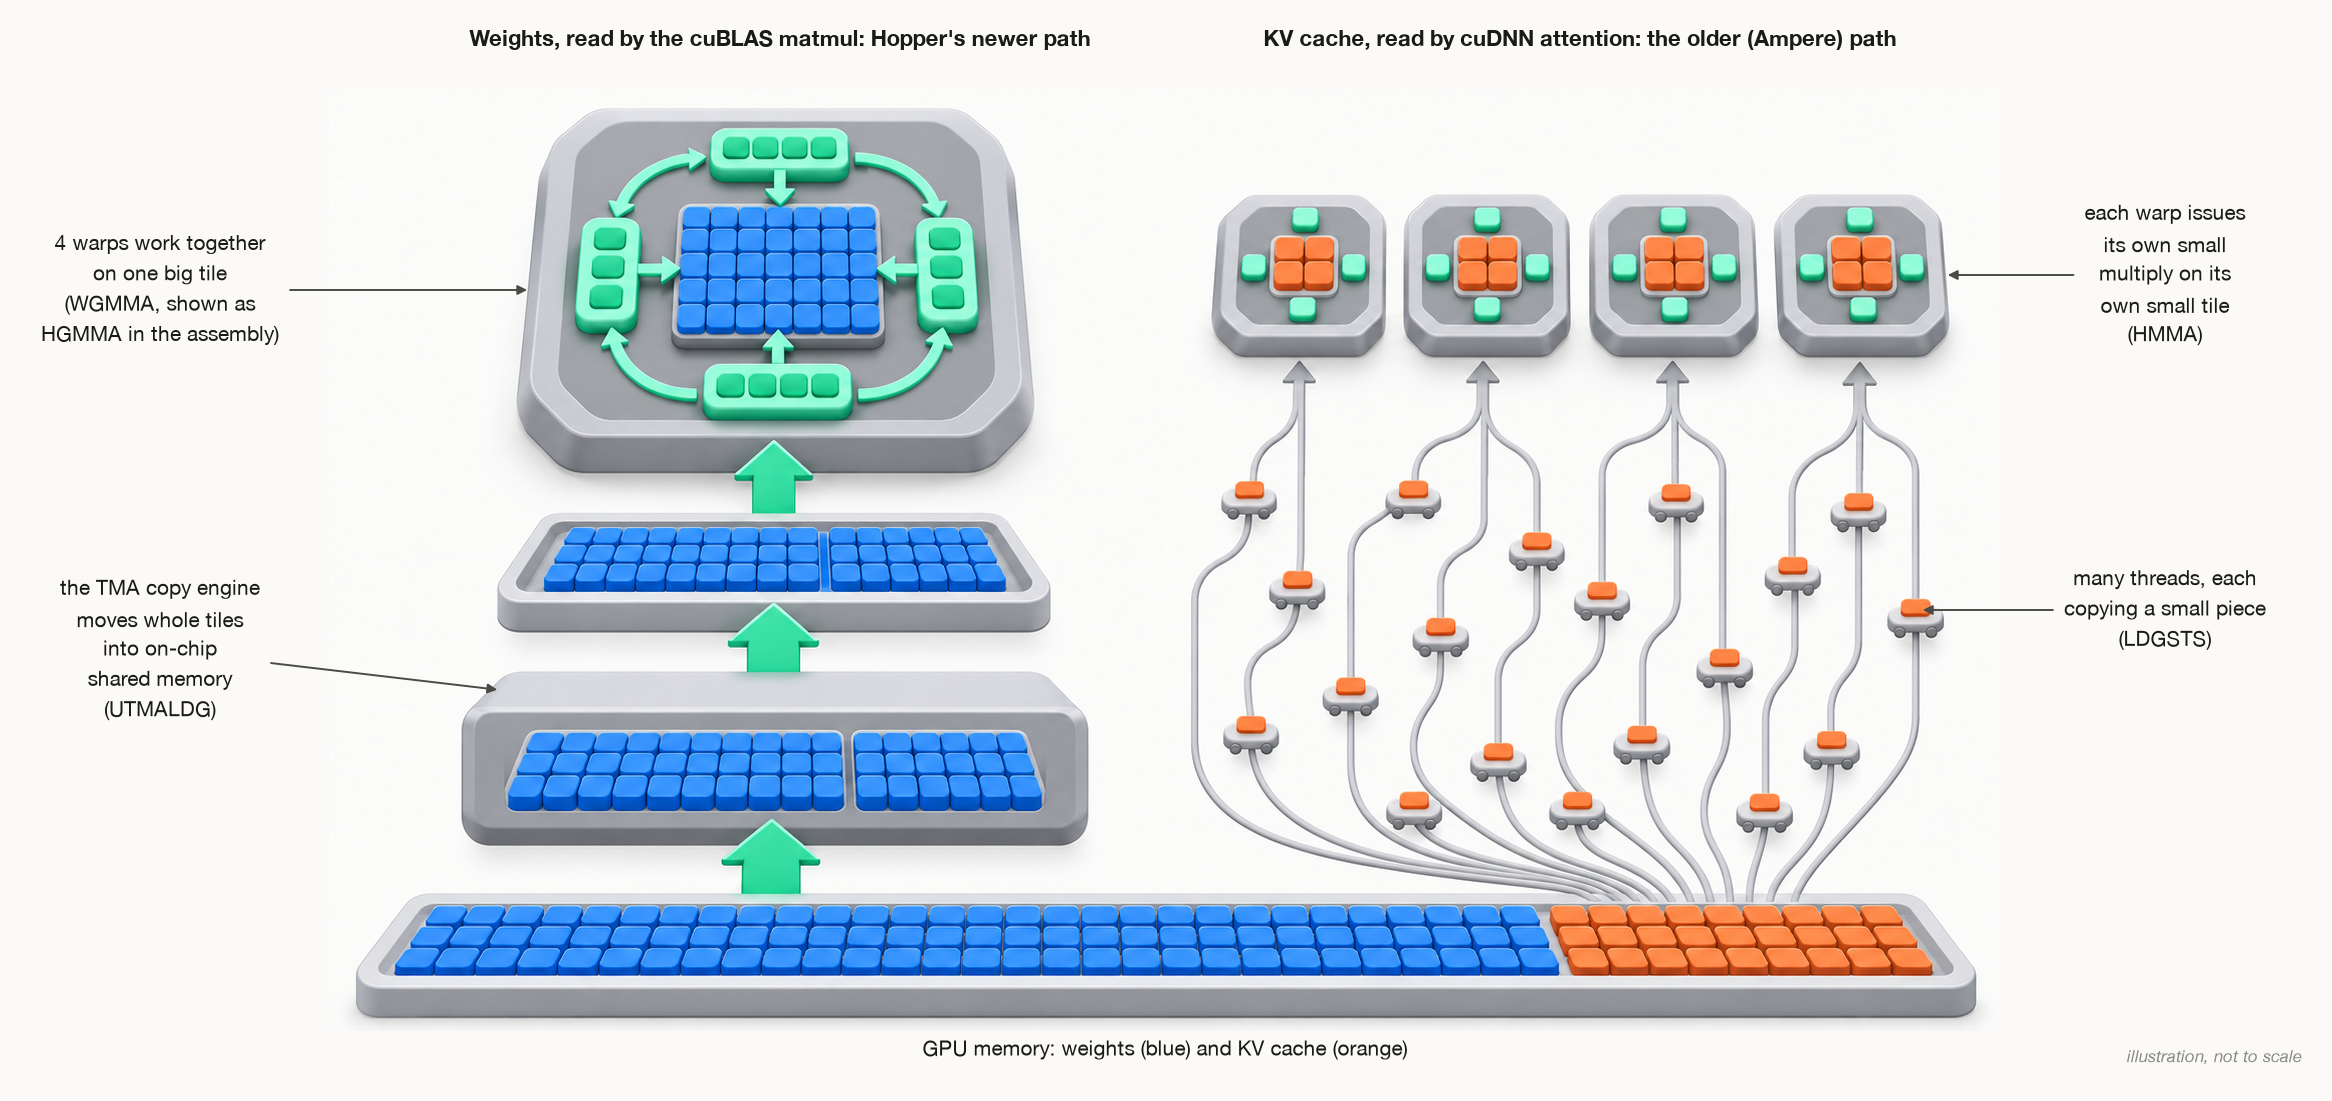 Weights, read by the cuBLAS matmul: Hopper's newer path
KV cache, read by cuDNN attention: the older (Ampere) path
4 warps work together
on one big tile
(WGMMA, shown as
HGMMA in the assembly)
each warp issues
its own small
multiply on its
own small tile
(HMMA)
the TMA copy engine
moves whole tiles
into on-chip
shared memory
(UTMALDG)
many threads, each
copying a small piece
(LDGSTS)
GPU memory: weights (blue) and KV cache (orange)
illustration, not to scale